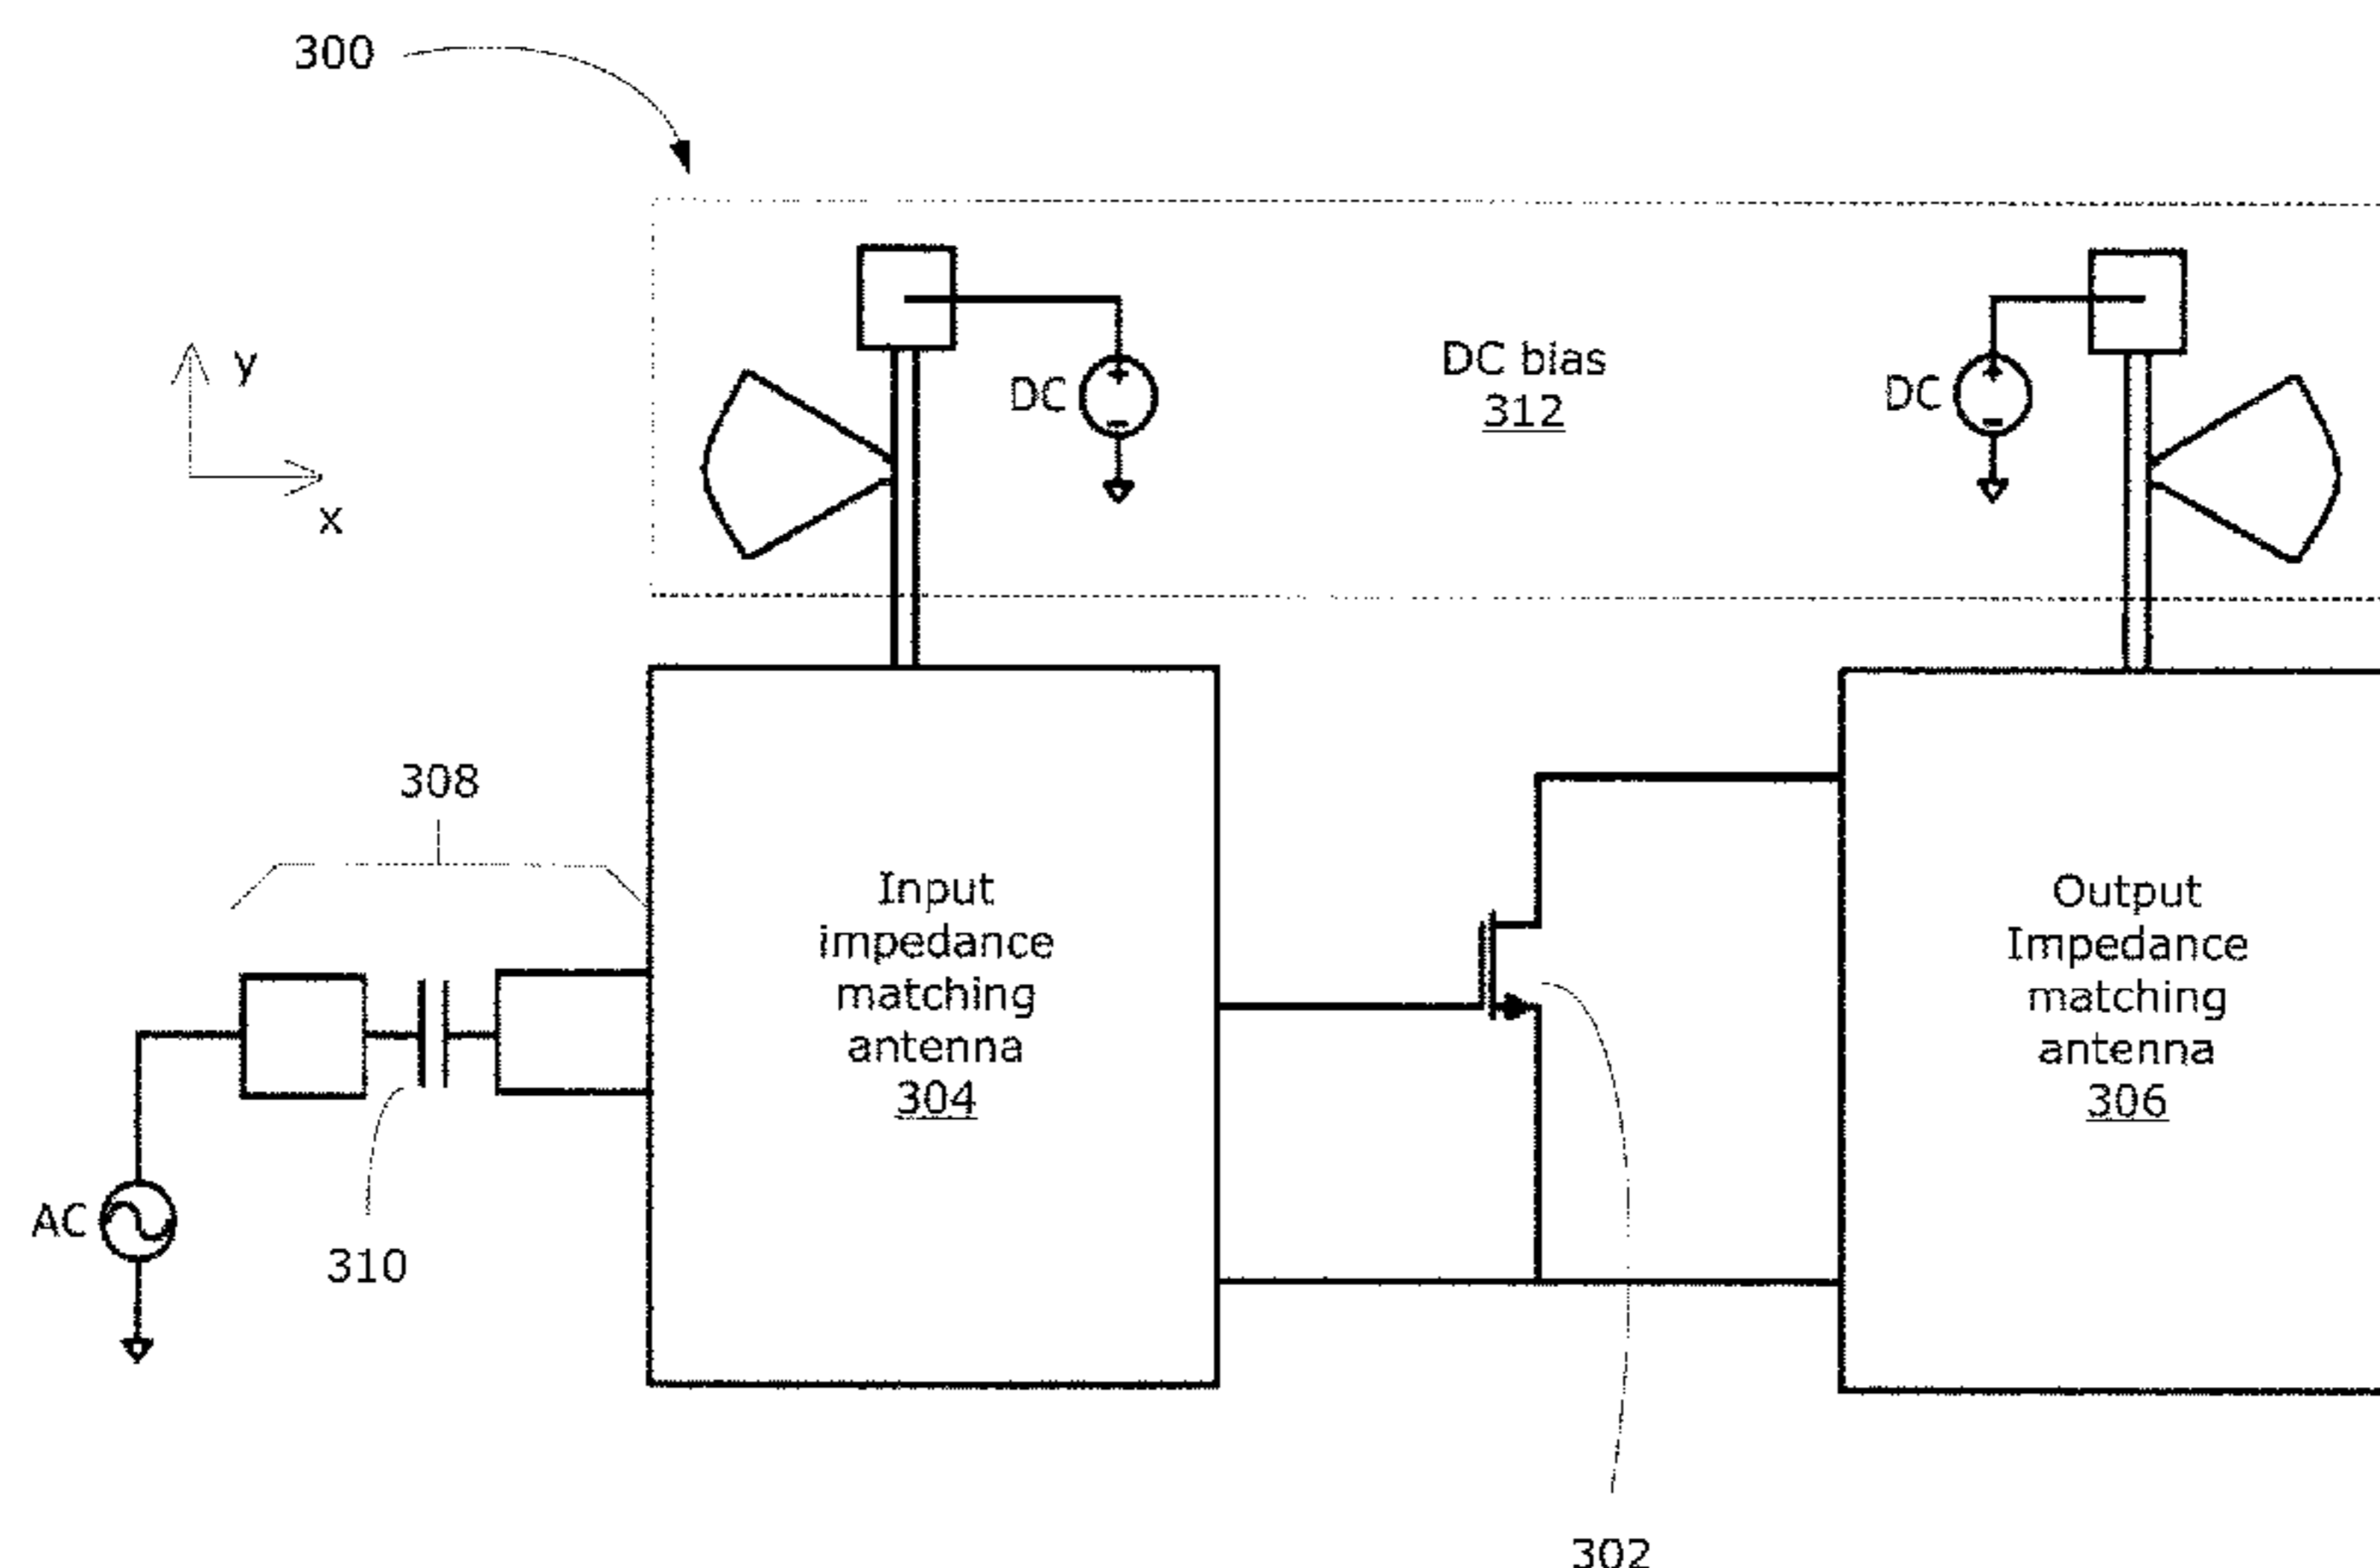 300
y
x
DC
DC bias
312
DC
308
Input
impedance
matching
antenna
304
Output
Impedance
matching
antenna
306
AC
310
302